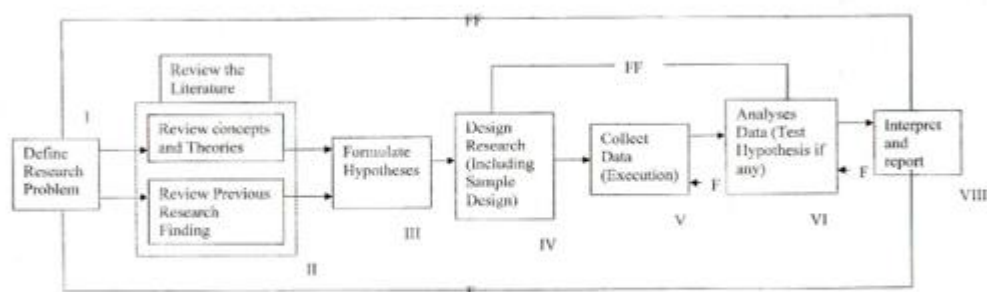 FF
Review the
Literature
FF
I
Define
Research
Problem
Review concepts
and Theories
Review Previous
Research
Finding
II
Formulate
Hypotheses
III
Design
Research
(Including
Sample
Design)
IV
Collect
Data
(Execution)
F
V
Analyses
Data (Test
Hypothesis if
any)
F
VI
Interpret
and
report
VIII